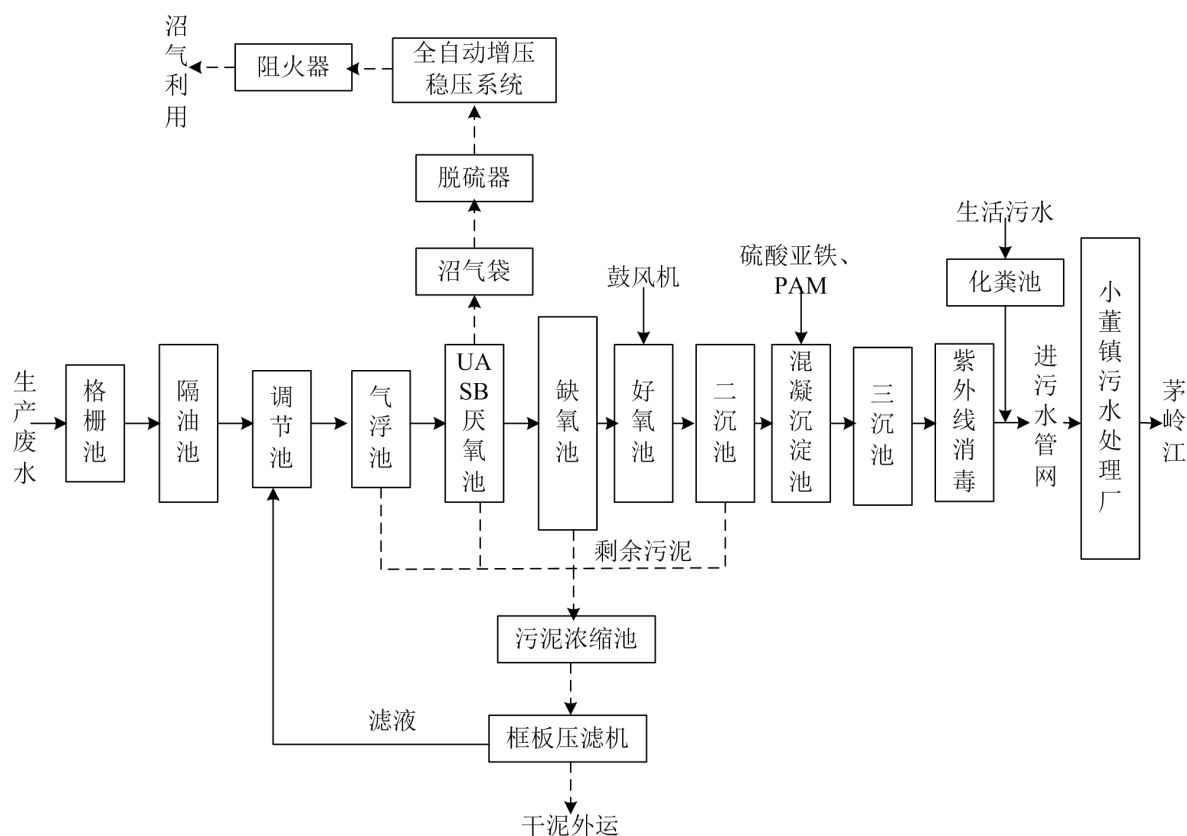 沼气利用
阻火器
全自动增压
稳压系统
脱硫器
沼气袋
生活污水
化粪池
鼓风机
硫酸亚铁、
PAM
生产废水
格栅池
隔油池
调节池
气浮池
UA
SB
厌氧池
缺氧池
好氧池
二沉池
混凝沉淀池
三沉池
紫外线消毒
进污水管网
小董镇污水处理厂
茅岭江
剩余污泥
污泥浓缩池
滤液
框板压滤机
干泥外运